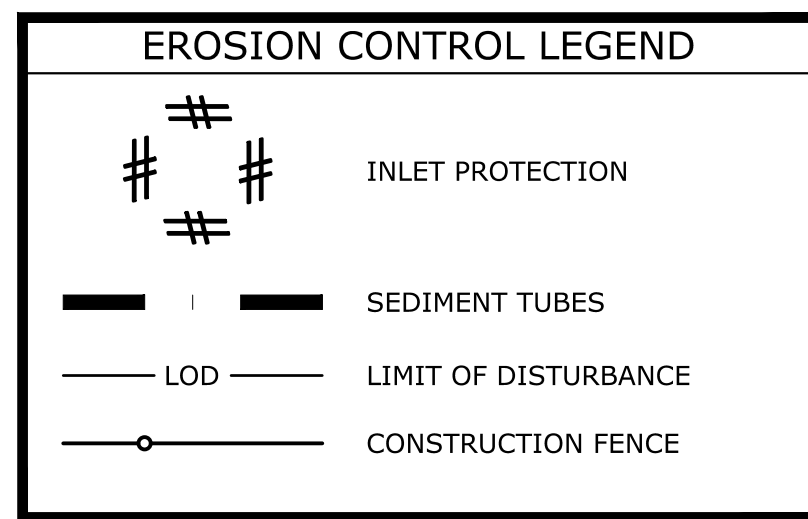 EROSION CONTROL LEGEND
INLET PROTECTION
SEDIMENT TUBES
LOD
LIMIT OF DISTURBANCE
CONSTRUCTION FENCE